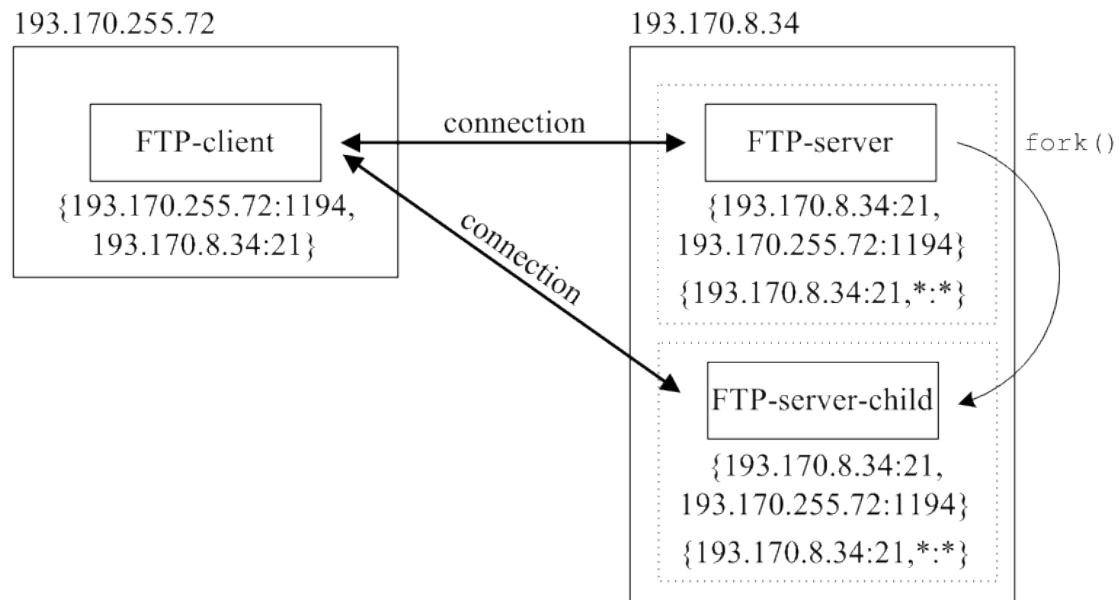 193.170.255.72
FTP-client
{193.170.255.72:1194,
193.170.8.34:21}
connection
connection
193.170.8.34
FTP-server
{193.170.8.34:21,
193.170.255.72:1194}
{193.170.8.34:21,*:*}
fork()
FTP-server-child
{193.170.8.34:21,
193.170.255.72:1194}
{193.170.8.34:21,*:*}